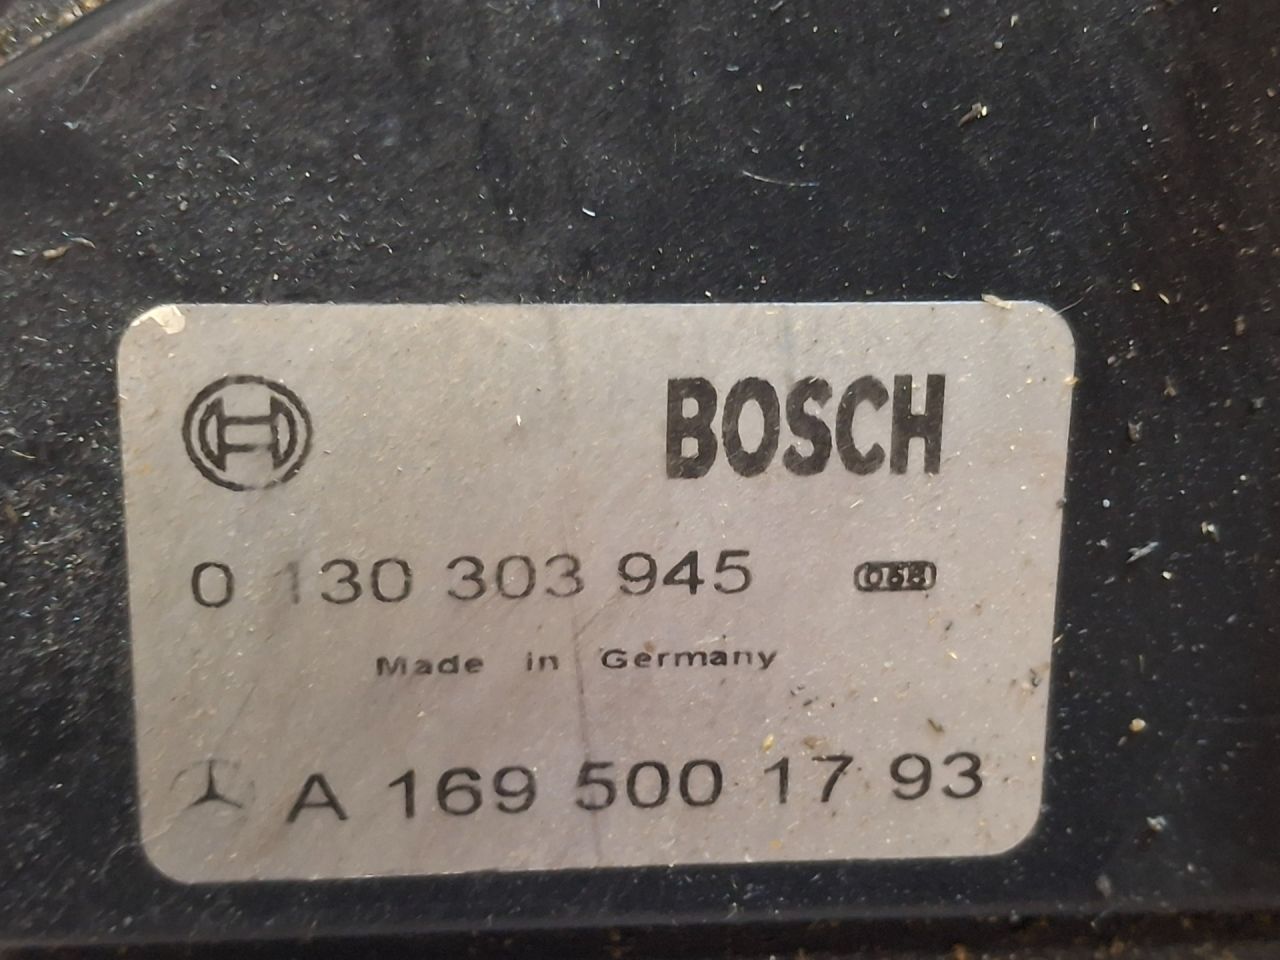 BOSCH
0 130 303 945
Made in Germany
A 169 500 17 93